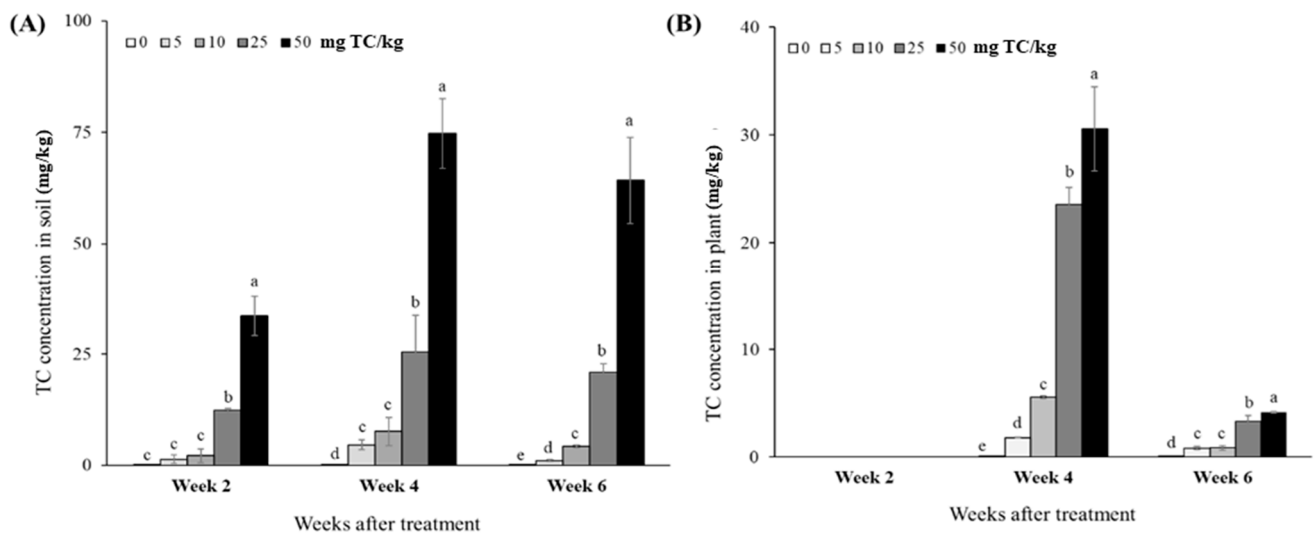 (A)
100
0 5 10 25 50 mg TC/kg
75
50
25
0
TC concentration in soil (mg/kg)
c c c b a
d c c b a
e d c b a
Week 2 Week 4 Week 6
Weeks after treatment
(B)
40
0 5 10 25 50 mg TC/kg
30
20
10
0
TC concentration in plant (mg/kg)
e d c b a
d c c b a
Week 2 Week 4 Week 6
Weeks after treatment